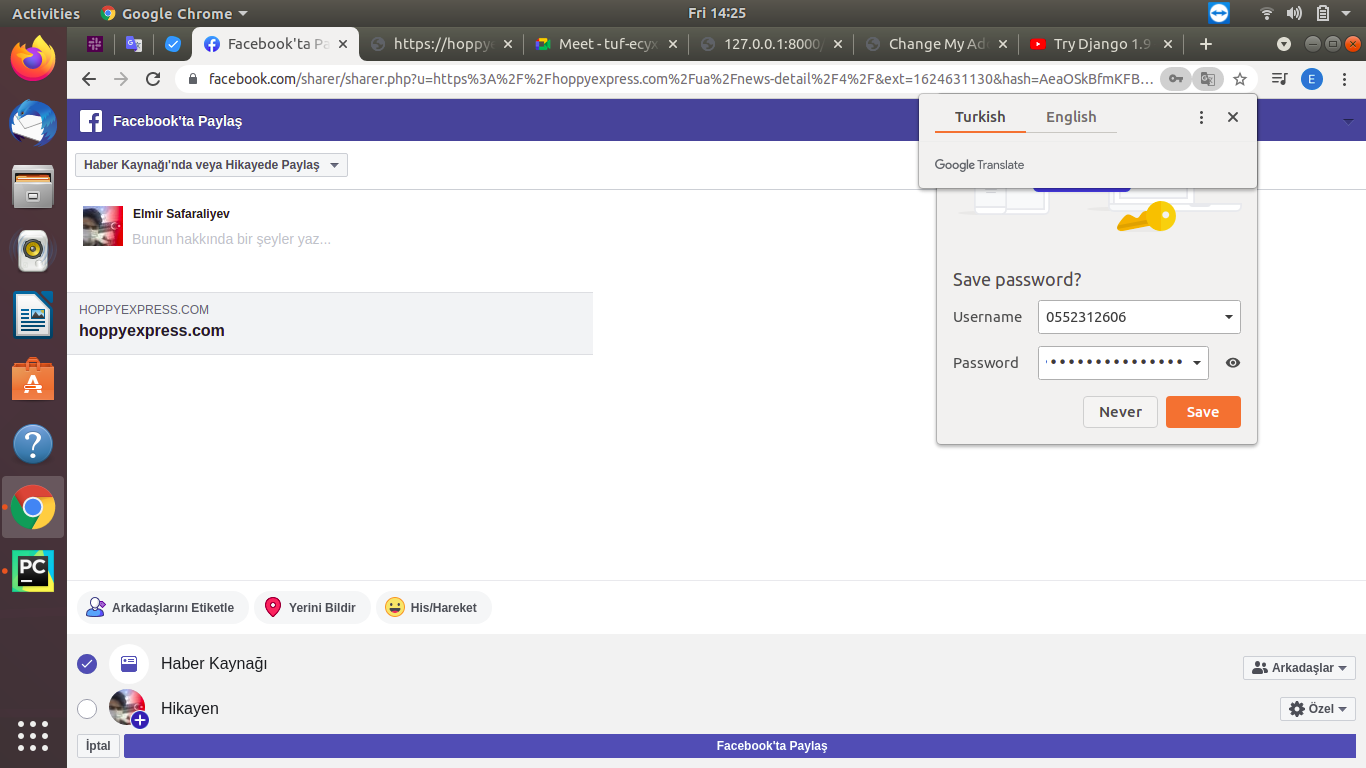 Activities
Google Chrome
Fri 14:25
Facebook'ta Pa
https://hoppye
Meet - tuf-ecyx
127.0.0.1:8000/
Change My Ad
Try Django 1.9
facebook.com/sharer/sharer.php?u=https%3A%2F%2Fhoppyexpress.com%2Fua%2Fnews-detail%2F4%2F&ext=1624631130&hash=AeaOSkBfmKFB…
E
Facebook'ta Paylaş
Turkish
English
Google Translate
Haber Kaynağı'nda veya Hikayede Paylaş
Elmir Safaraliyev
Bunun hakkında bir şeyler yaz...
HOPPYEXPRESS.COM
hoppyexpress.com
Save password?
Username
0552312606
Password
Never
Save
PC
Arkadaşlarını Etiketle
Yerini Bildir
His/Hareket
Haber Kaynağı
Arkadaşlar
Hikayen
Özel
İptal
Facebook'ta Paylaş